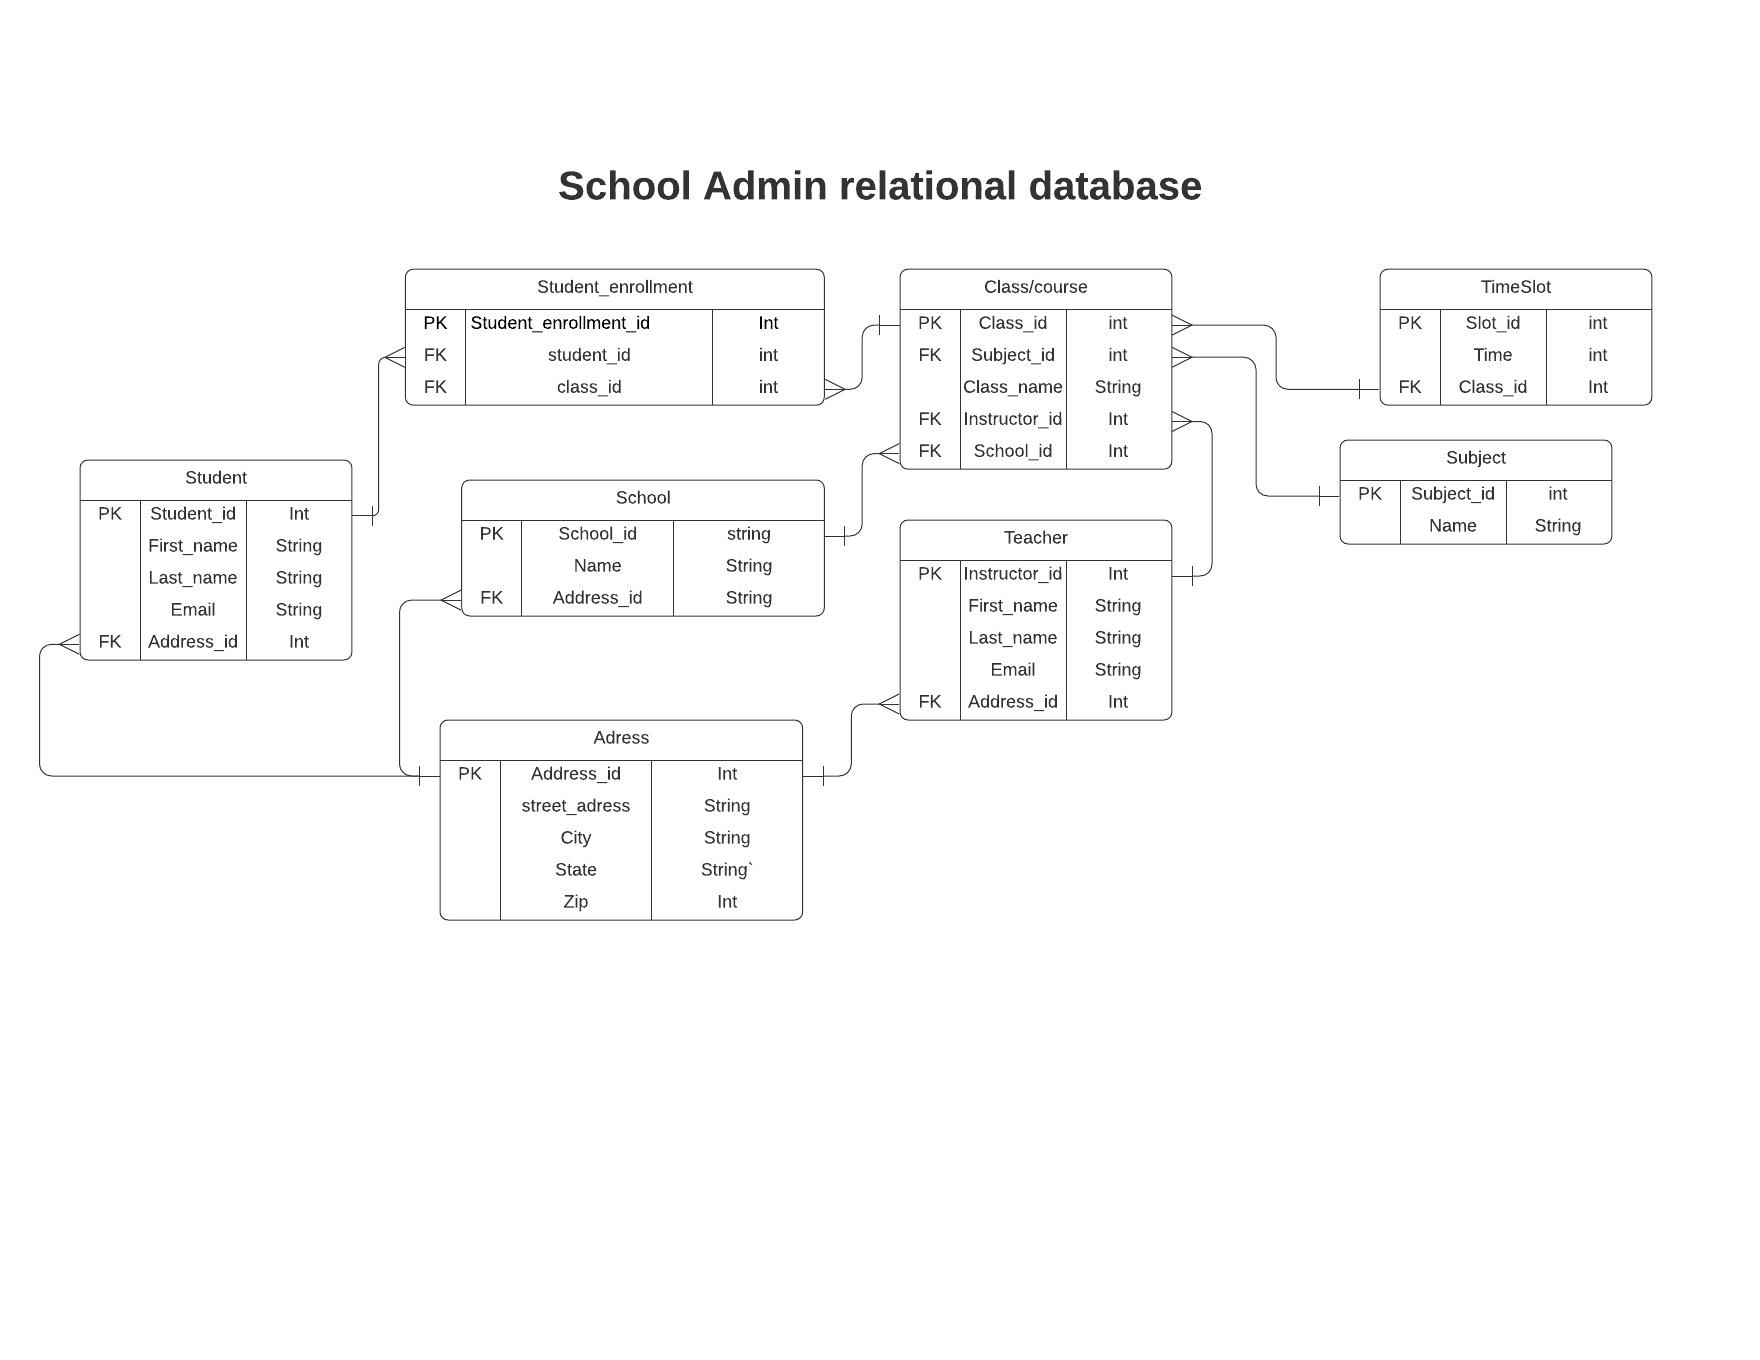 School Admin relational database
Student_enrollment
PK Student_enrollment_id Int
FK student_id int
FK class_id int
Class/course
PK Class_id int
FK Subject_id int
Class_name String
FK Instructor_id Int
FK School_id Int
TimeSlot
PK Slot_id int
Time int
FK Class_id Int
Subject
PK Subject_id int
Name String
Student
PK Student_id Int
First_name String
Last_name String
Email String
FK Address_id Int
School
PK School_id string
Name String
FK Address_id String
Teacher
PK Instructor_id Int
First_name String
Last_name String
Email String
FK Address_id Int
Adress
PK Address_id Int
street_adress String
City String
State String`
Zip Int